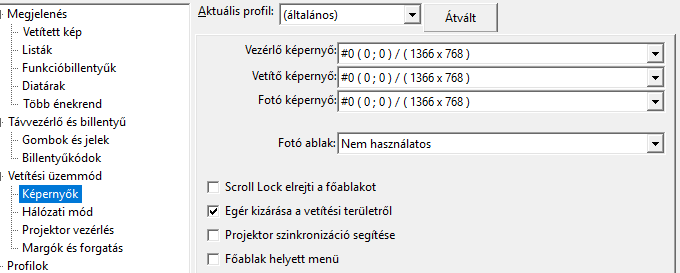 Megjelenés
Vetített kép
Listák
Funkcióbillentyűk
Diatárak
Több énekrend
Távvezérlő és billentyű
Gombok és jelek
Billentyűkódok
Vetítési üzemmód
Képernyők
Hálózati mód
Projektor vezérlés
Margók és forgatás
Profilok
Aktuális profil: (általános) Átvált
Vezérlő képernyő: #0 ( 0 ; 0 ) / ( 1366 x 768 )
Vetítő képernyő: #0 ( 0 ; 0 ) / ( 1366 x 768 )
Fotó képernyő: #0 ( 0 ; 0 ) / ( 1366 x 768 )
Fotó ablak: Nem használatos
Scroll Lock elrejti a főablakot
Egér kizárása a vetítési területről
Projektor szinkronizáció segítése
Főablak helyett menü